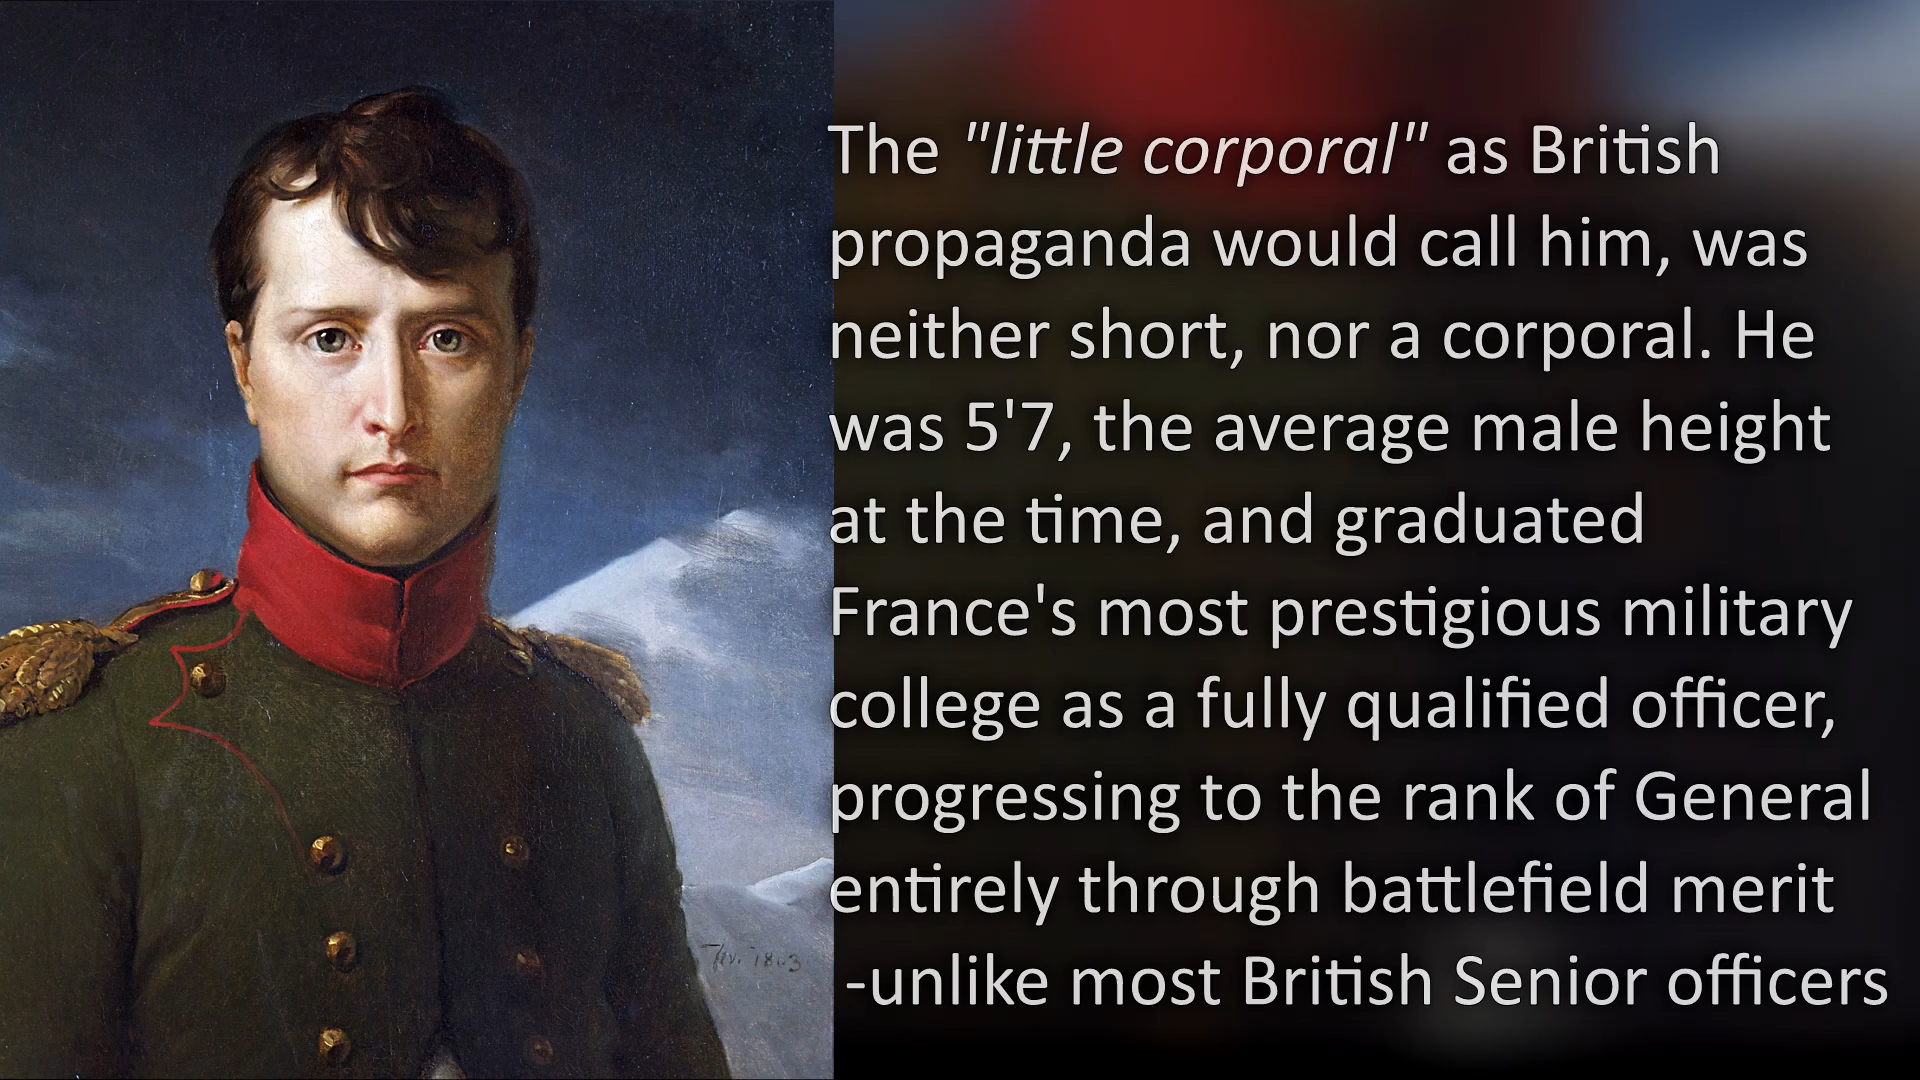 The "little corporal" as British
propaganda would call him, was
neither short, nor a corporal. He
was 5'7, the average male height
at the time, and graduated
France's most prestigious military
college as a fully qualified officer,
progressing to the rank of General
entirely through battlefield merit
-unlike most British Senior officers
1803